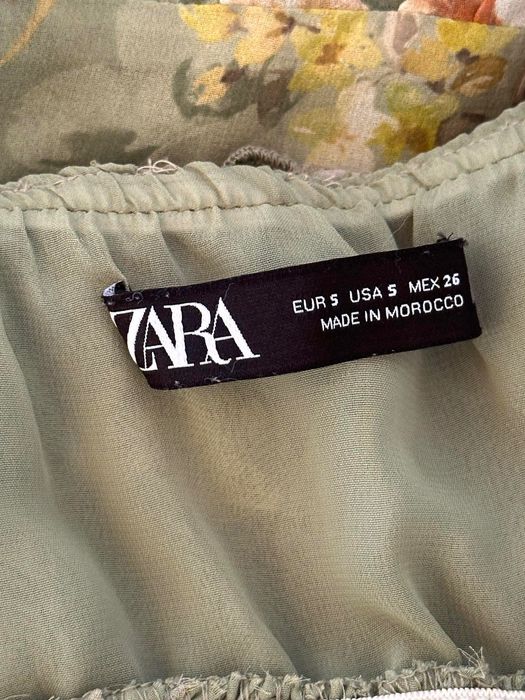 ZARA
EUR S USA S MEX 26
MADE IN MOROCCO